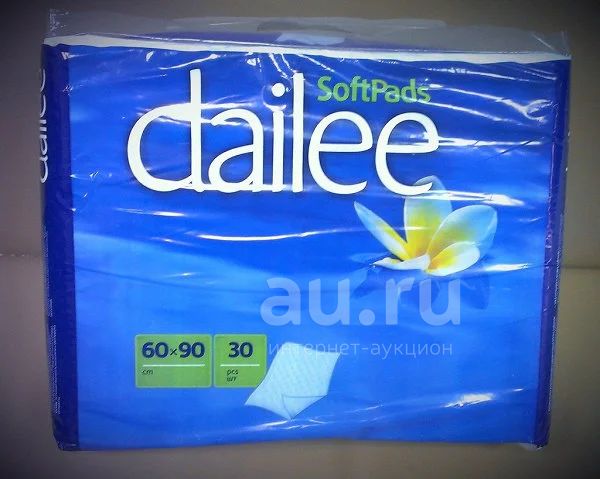 SoftPads
dailee
dailee
au.ru
интернет-аукцион
60×90 30
cm pcs
шт